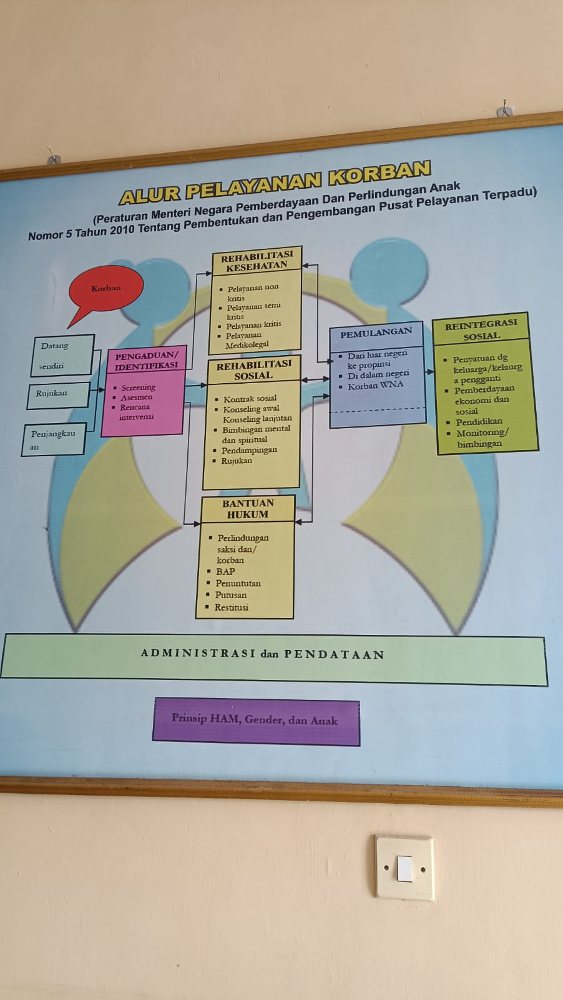 ALUR PELAYANAN KORBAN
(Peraturan Menteri Negara Pemberdayaan Dan Perlindungan Anak
Nomor 5 Tahun 2010 Tentang Pembentukan dan Pengembangan Pusat Pelayanan Terpadu)
Korban
Datang
sendiri
Rujukan
Penjangkau
an
PENGADUAN/
IDENTIFIKASI
▪ Screening
▪ Asesmen
▪ Rencana
intervensi
REHABILITASI
KESEHATAN
▪ Pelayanan non
kritis
▪ Pelayanan semi
kritis
▪ Pelayanan kritis
▪ Pelayanan
Medikolegal
REHABILITASI
SOSIAL
▪ Kontrak sosial
▪ Konseling awal
Konseling lanjutan
▪ Bimbingan mental
dan spiritual
▪ Pendampingan
▪ Rujukan
BANTUAN
HUKUM
▪ Perlindungan
saksi dan/
korban
▪ BAP
▪ Penuntutan
▪ Putusan
▪ Restitusi
PEMULANGAN
▪ Dari luar negeri
ke propinsi
▪ Di dalam negeri
▪ Korban WNA
REINTEGRASI
SOSIAL
▪ Penyatuan dg
keluarga/kelaurg
a pengganti
▪ Pemberdayaan
ekonomi dan
sosial
▪ Pendidikan
▪ Monitoring/
bimbingan
ADMINISTRASI dan PENDATAAN
Prinsip HAM, Gender, dan Anak